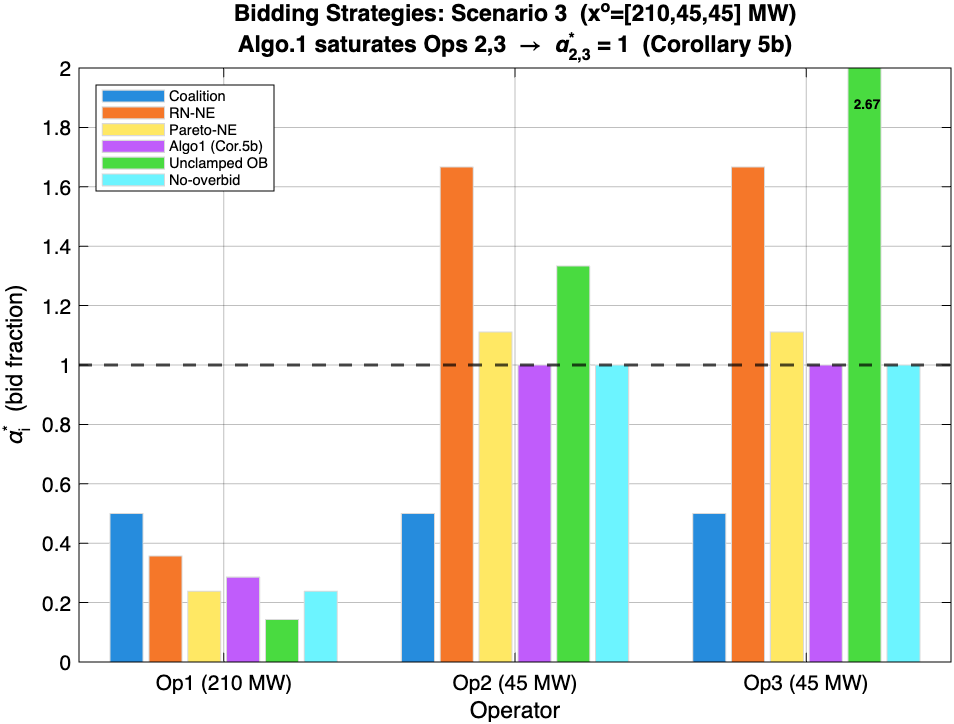 Bidding Strategies: Scenario 3 (xᵒ=[210,45,45] MW)
Algo.1 saturates Ops 2,3 → α*2,3 = 1 (Corollary 5b)
2
1.8
1.6
1.4
1.2
1
0.8
0.6
0.4
0.2
0
αi* (bid fraction)
Coalition
RN-NE
Pareto-NE
Algo1 (Cor.5b)
Unclamped OB
No-overbid
2.67
Op1 (210 MW)
Op2 (45 MW)
Op3 (45 MW)
Operator